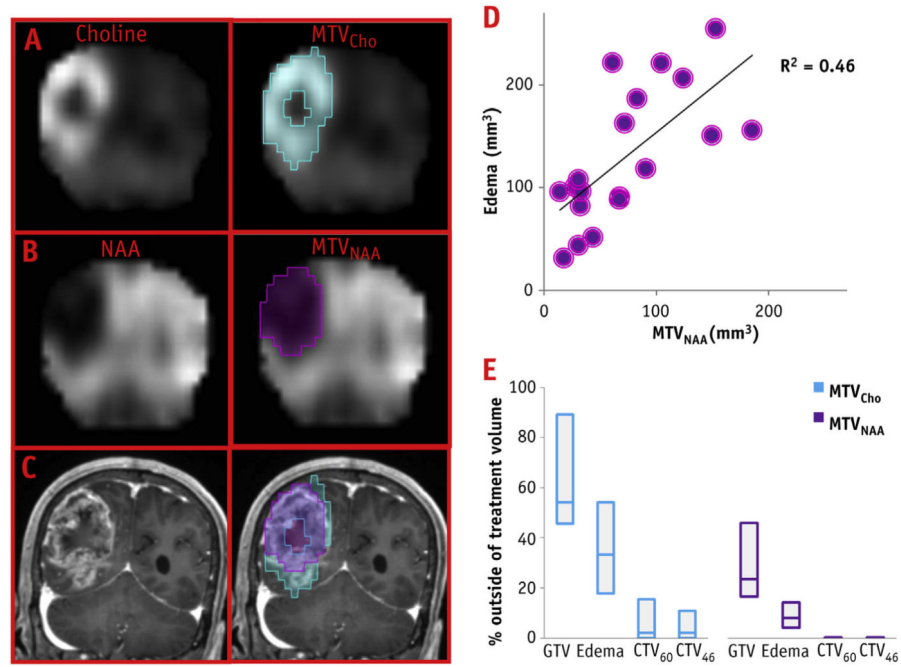 A
Choline
MTVCho
B
NAA
MTVNAA
C
D
Edema (mm³)
200
100
0
0
100
200
MTVNAA(mm³)
R² = 0.46
E
% outside of treatment volume
100
80
60
40
20
0
MTVCho
MTVNAA
GTV Edema CTV60 CTV46
GTV Edema CTV60 CTV46